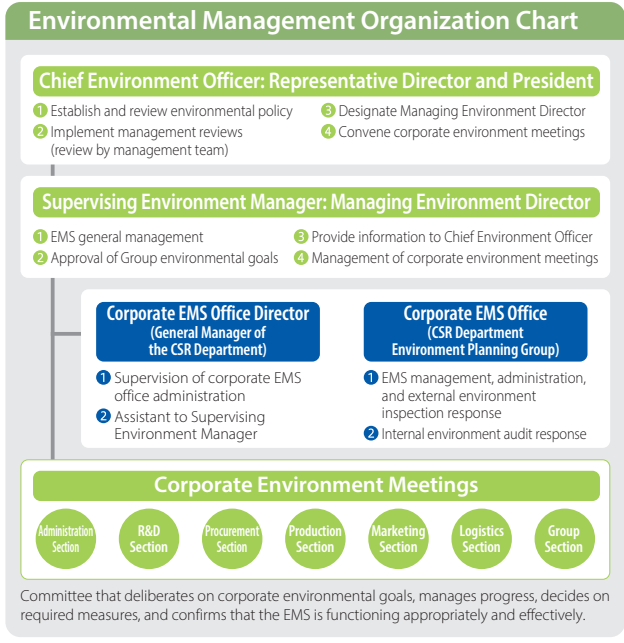 Environmental Management Organization Chart
Chief Environment Officer: Representative Director and President
1 Establish and review environmental policy
2 Implement management reviews
(review by management team)
3 Designate Managing Environment Director
4 Convene corporate environment meetings
Supervising Environment Manager: Managing Environment Director
1 EMS general management
2 Approval of Group environmental goals
3 Provide information to Chief Environment Officer
4 Management of corporate environment meetings
Corporate EMS Office Director
(General Manager of
the CSR Department)
1 Supervision of corporate EMS
office administration
2 Assistant to Supervising
Environment Manager
Corporate EMS Office
(CSR Department
Environment Planning Group)
1 EMS management, administration,
and external environment
inspection response
2 Internal environment audit response
Corporate Environment Meetings
Administration
Section
R&D
Section
Procurement
Section
Production
Section
Marketing
Section
Logistics
Section
Group
Section
Committee that deliberates on corporate environmental goals, manages progress, decides on
required measures, and confirms that the EMS is functioning appropriately and effectively.